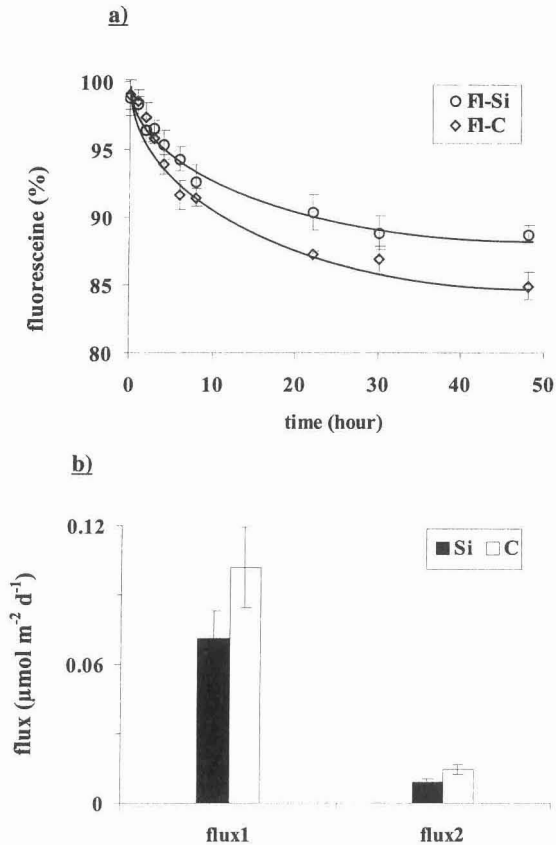 a)
100
95
90
85
80
fluoresceine (%)
Fl-Si
Fl-C
0 10 20 30 40 50
time (hour)
b)
0.12
0.06
0
flux (µmol m⁻² d⁻¹)
Si C
flux1 flux2